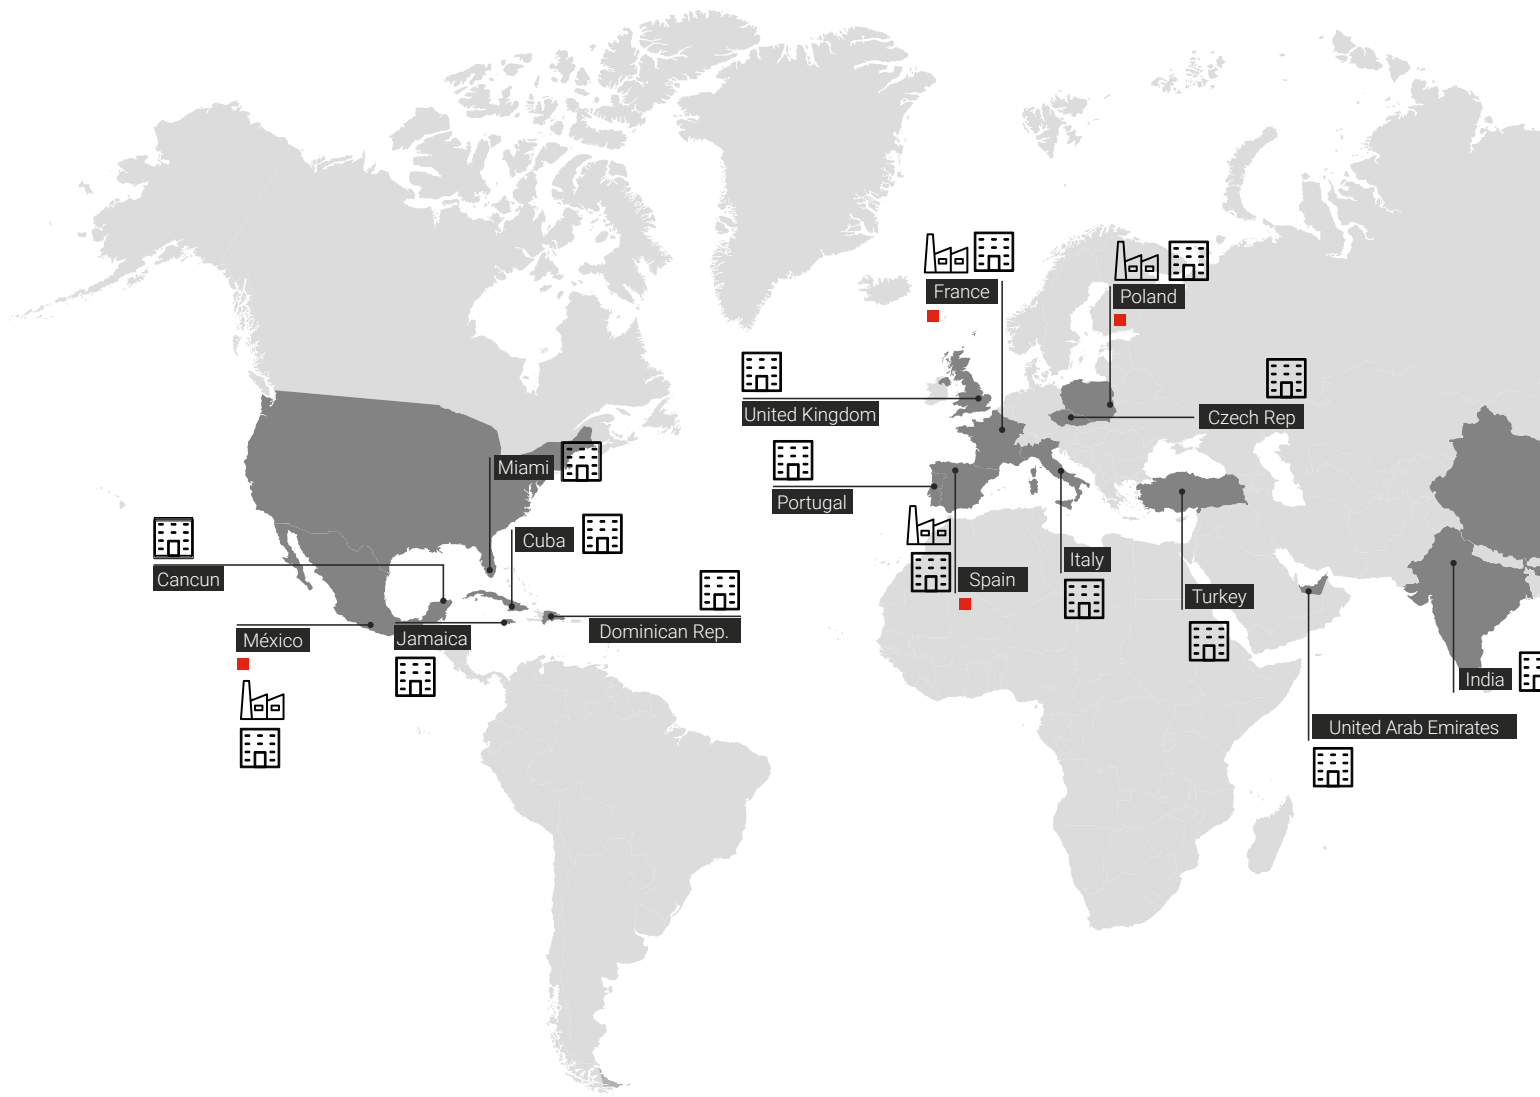 France
Poland
United Kingdom
Czech Rep
Miami
Portugal
Cuba
Italy
Cancun
Spain
Turkey
Dominican Rep.
México
Jamaica
India
United Arab Emirates